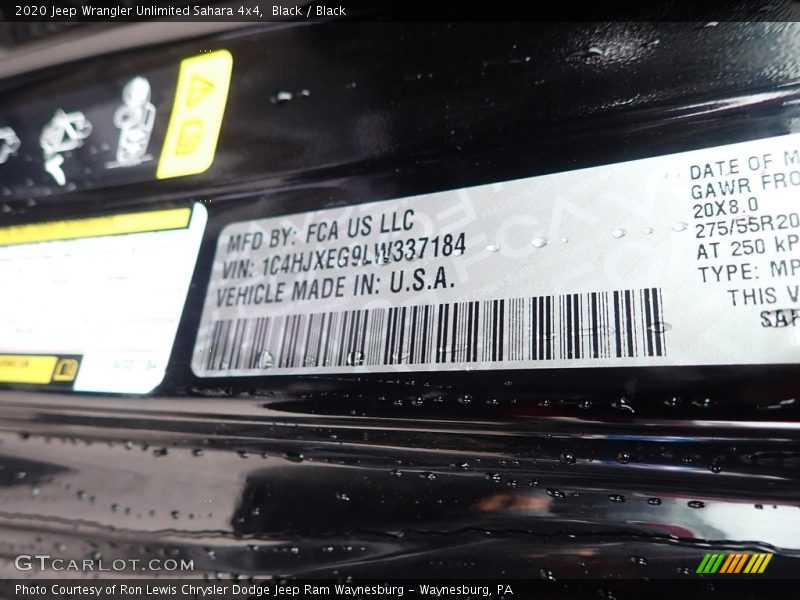 2020 Jeep Wrangler Unlimited Sahara 4x4, Black / Black
MFD BY: FCA US LLC
VIN: 1C4HJXEG9LW337184
VEHICLE MADE IN: U.S.A.
DATE OF M
GAWR FRO
20X8.0
275/55R20
AT 250 kP
TYPE: MP
THIS V
SAF
GTCARLOT.COM
Photo Courtesy of Ron Lewis Chrysler Dodge Jeep Ram Waynesburg - Waynesburg, PA